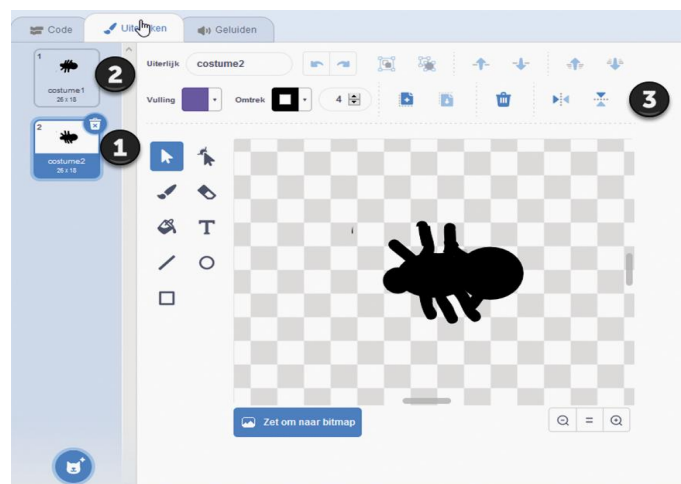 Code Uiterlijken Geluiden
1
costume1
26 x 18
2
2
costume2
26 x 18
1
Uiterlijk costume2
Vulling Omtrek 4
3
T
Zet om naar bitmap
=